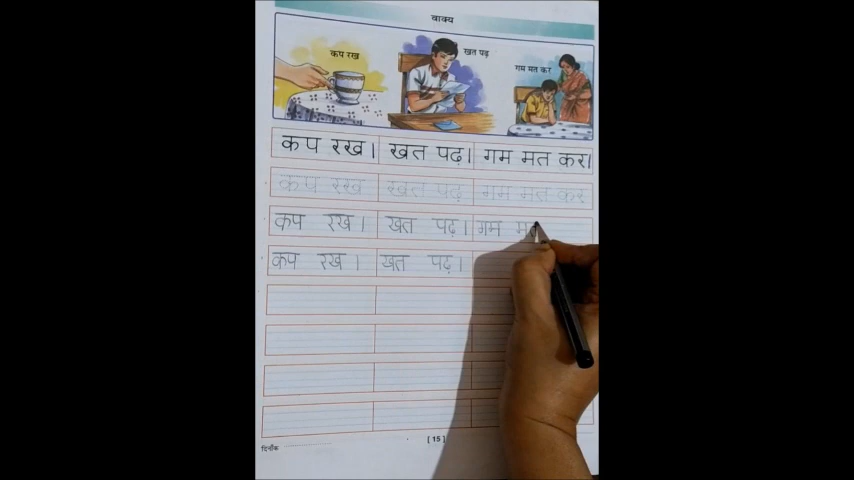 वाक्य
कप रख
खत पढ़
गम मत कर
कप रख। खत पढ़। गम मत कर।
कप रख खत पढ़ गम मत कर
कप रख। खत पढ़। गम मत
कप रख। खत पढ़।
दिनाँक
[ 15 ]